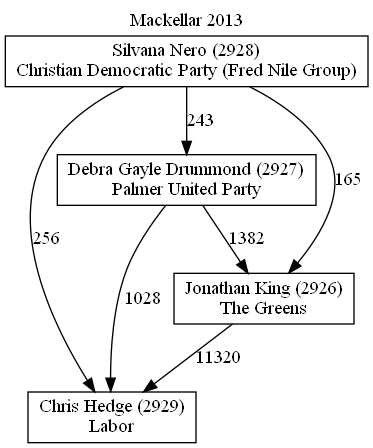 Mackellar 2013
Silvana Nero (2928)
Christian Democratic Party (Fred Nile Group)
243
Debra Gayle Drummond (2927)
Palmer United Party
165
256
1382
Jonathan King (2926)
The Greens
1028
11320
Chris Hedge (2929)
Labor